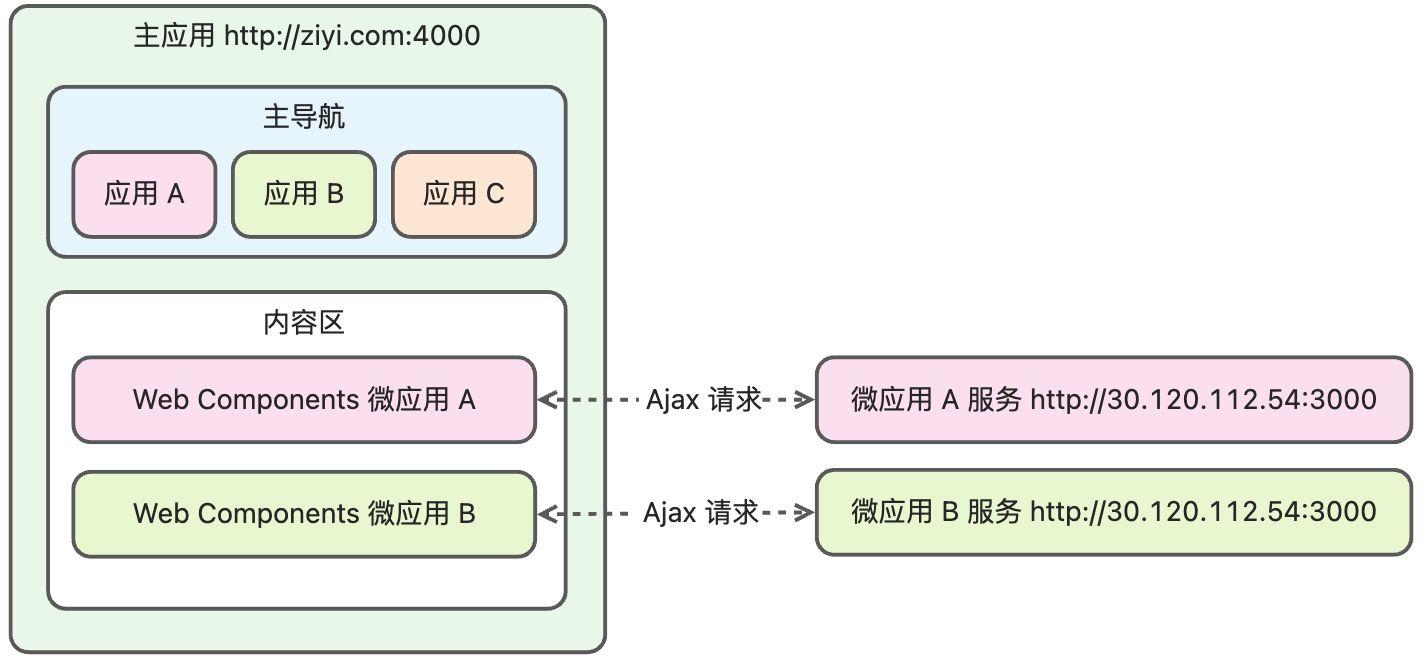 主应用 http://ziyi.com:4000
主导航
应用 A
应用 B
应用 C
内容区
Web Components 微应用 A
Ajax 请求
微应用 A 服务 http://30.120.112.54:3000
Web Components 微应用 B
Ajax 请求
微应用 B 服务 http://30.120.112.54:3000